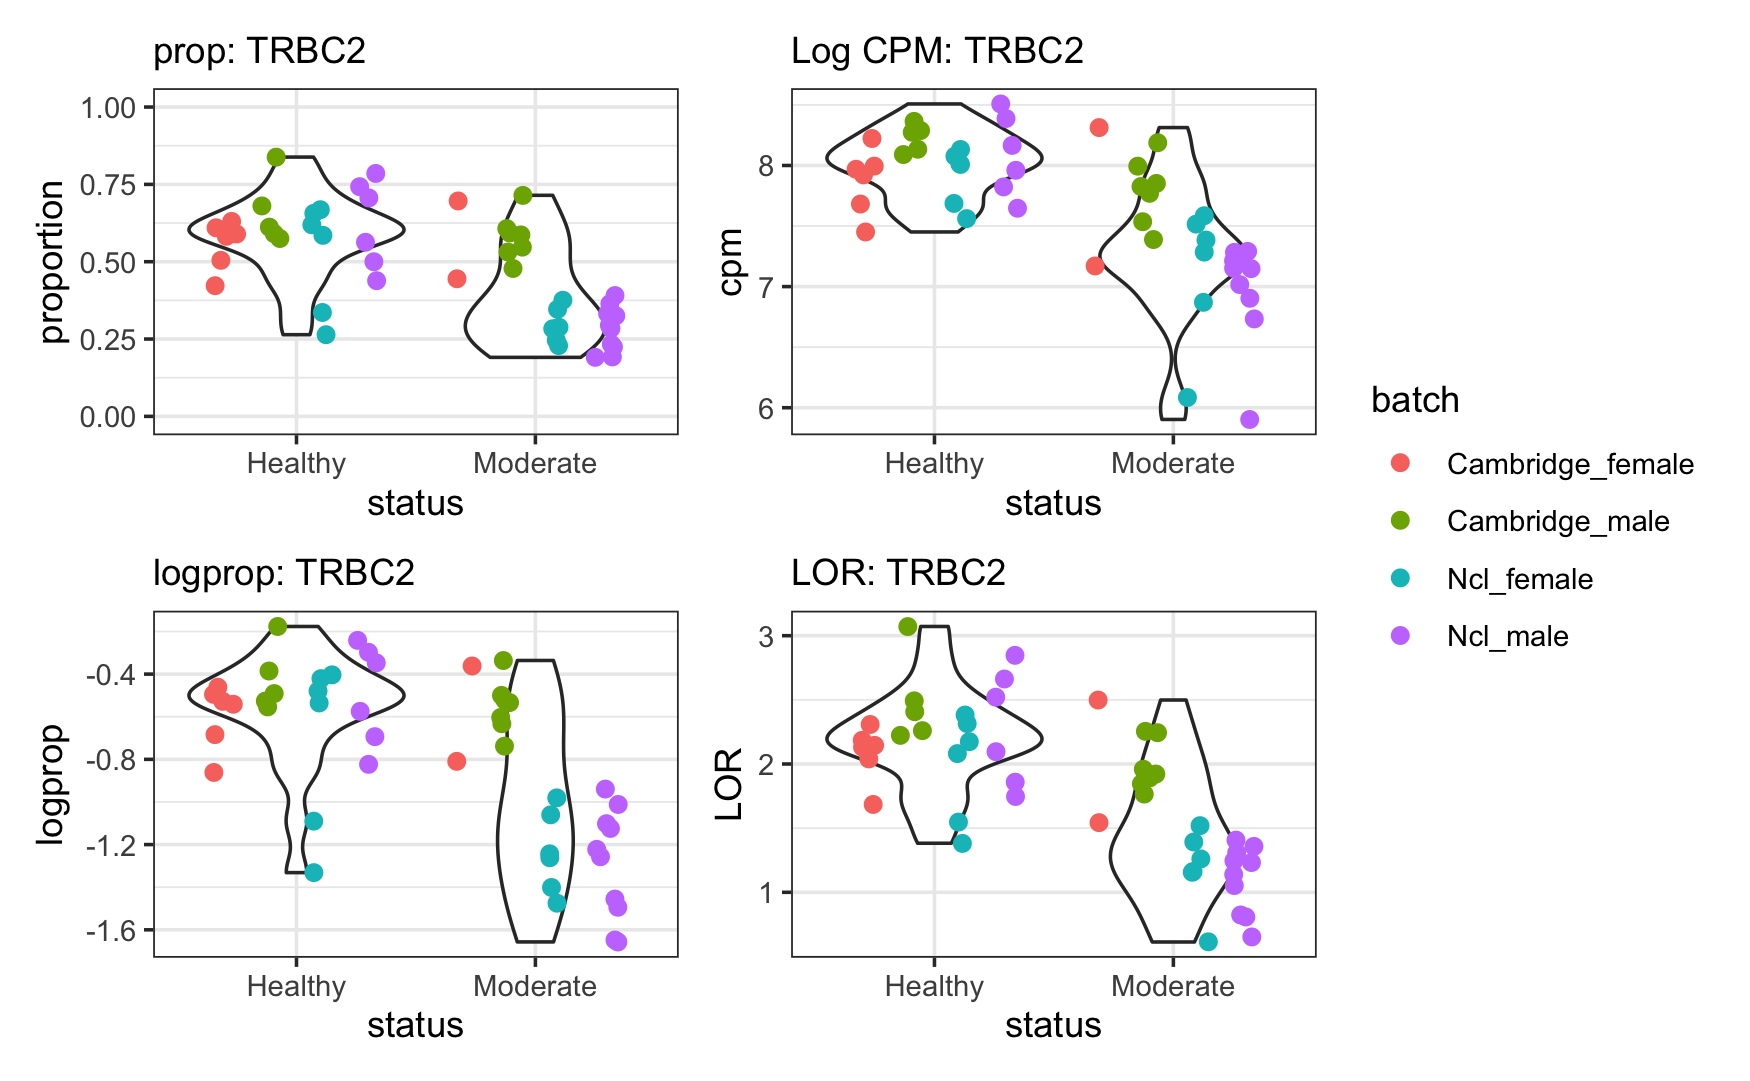 prop: TRBC2
1.00
0.75
0.50
0.25
0.00
proportion
Healthy
Moderate
status
Log CPM: TRBC2
8
7
6
cpm
Healthy
Moderate
status
logprop: TRBC2
-0.4
-0.8
-1.2
-1.6
logprop
Healthy
Moderate
status
LOR: TRBC2
3
2
1
LOR
Healthy
Moderate
status
batch
Cambridge_female
Cambridge_male
Ncl_female
Ncl_male